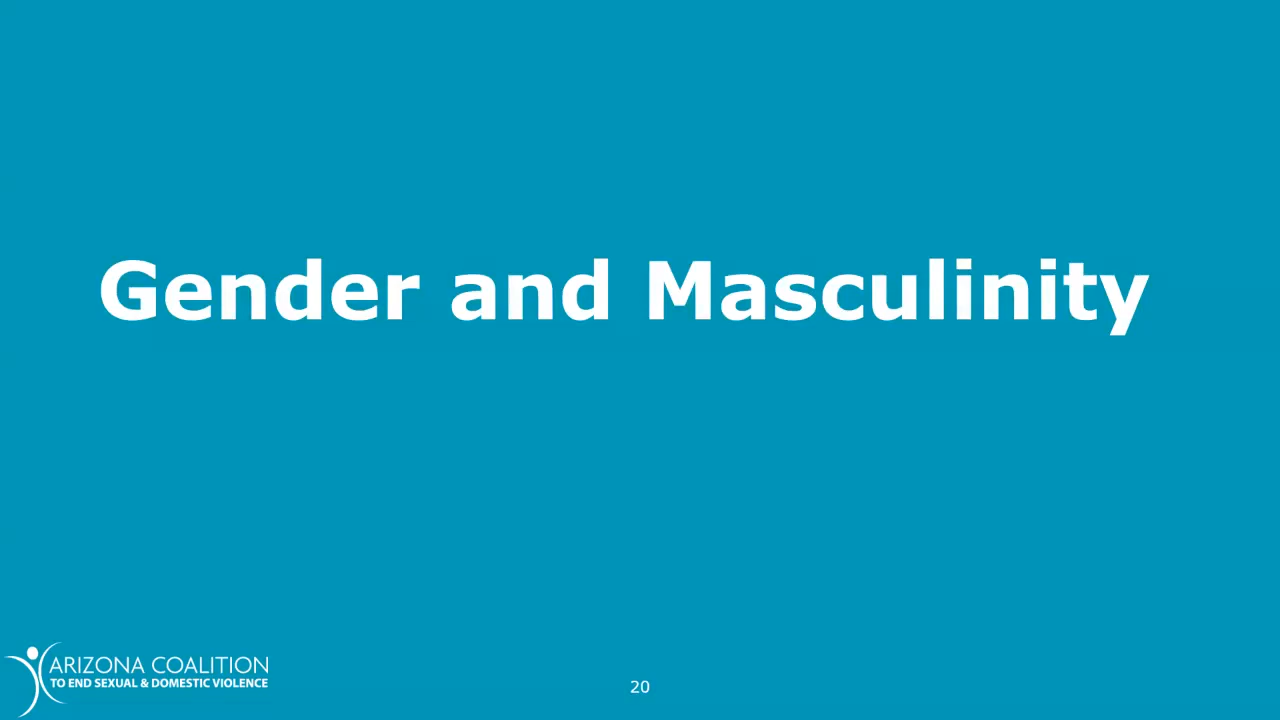 Gender and Masculinity
ARIZONA COALITION
TO END SEXUAL & DOMESTIC VIOLENCE
20